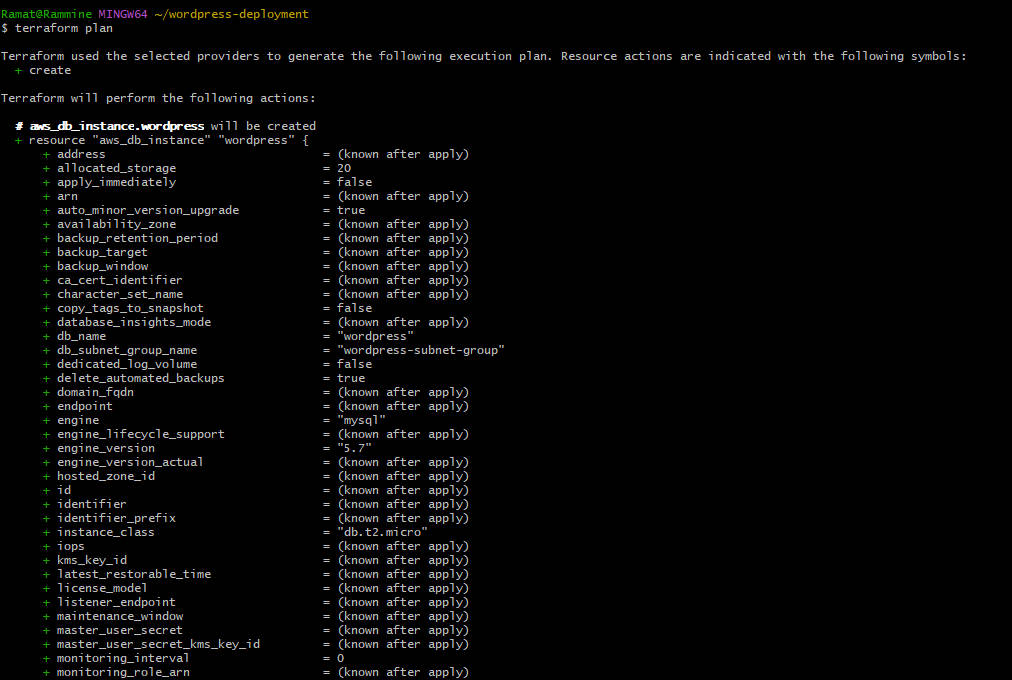 Ramat@Rammine MINGW64 ~/wordpress-deployment
$ terraform plan
Terraform used the selected providers to generate the following execution plan. Resource actions are indicated with the following symbols:
+ create
Terraform will perform the following actions:
# aws_db_instance.wordpress will be created
+ resource "aws_db_instance" "wordpress" {
+ address = (known after apply)
+ allocated_storage = 20
+ apply_immediately = false
+ arn = (known after apply)
+ auto_minor_version_upgrade = true
+ availability_zone = (known after apply)
+ backup_retention_period = (known after apply)
+ backup_target = (known after apply)
+ backup_window = (known after apply)
+ ca_cert_identifier = (known after apply)
+ character_set_name = (known after apply)
+ copy_tags_to_snapshot = false
+ database_insights_mode = (known after apply)
+ db_name = "wordpress"
+ db_subnet_group_name = "wordpress-subnet-group"
+ dedicated_log_volume = false
+ delete_automated_backups = true
+ domain_fqdn = (known after apply)
+ endpoint = (known after apply)
+ engine = "mysql"
+ engine_lifecycle_support = (known after apply)
+ engine_version = "5.7"
+ engine_version_actual = (known after apply)
+ hosted_zone_id = (known after apply)
+ id = (known after apply)
+ identifier = (known after apply)
+ identifier_prefix = (known after apply)
+ instance_class = "db.t2.micro"
+ iops = (known after apply)
+ kms_key_id = (known after apply)
+ latest_restorable_time = (known after apply)
+ license_model = (known after apply)
+ listener_endpoint = (known after apply)
+ maintenance_window = (known after apply)
+ master_user_secret = (known after apply)
+ master_user_secret_kms_key_id = (known after apply)
+ monitoring_interval = 0
+ monitoring_role_arn = (known after apply)